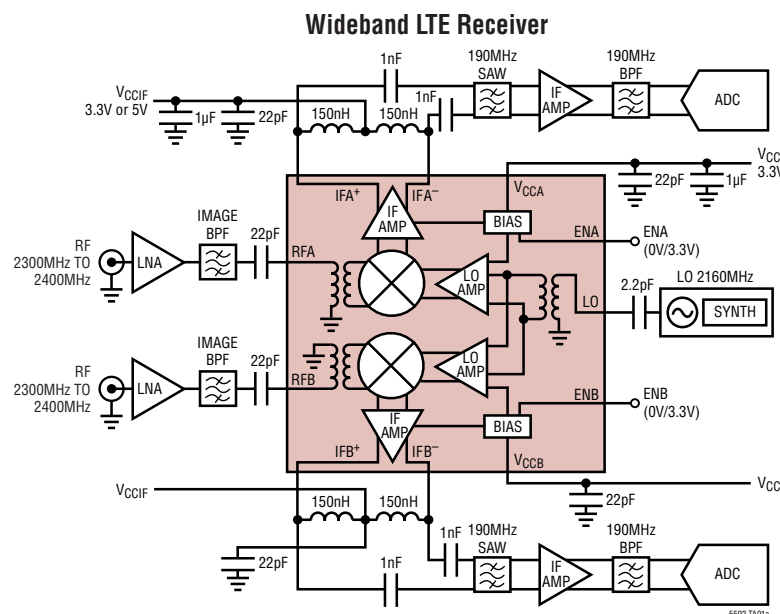 Wideband LTE Receiver
1nF
190MHz
SAW
190MHz
BPF
VCCIF
3.3V or 5V
1µF
22pF
150nH
150nH
1nF
IF
AMP
ADC
IFA+
IFA–
VCCA
VCC
3.3V
22pF
1µF
IF
AMP
BIAS
ENA
ENA
(0V/3.3V)
RF
2300MHz TO
2400MHz
LNA
IMAGE
BPF
22pF
RFA
LO
AMP
LO
2.2pF
LO 2160MHz
SYNTH
RF
2300MHz TO
2400MHz
LNA
IMAGE
BPF
22pF
RFB
LO
AMP
IF
AMP
BIAS
ENB
ENB
(0V/3.3V)
IFB+
IFB–
VCCB
VCCIF
150nH
150nH
VCC
22pF
22pF
1nF
1nF
190MHz
SAW
IF
AMP
190MHz
BPF
ADC